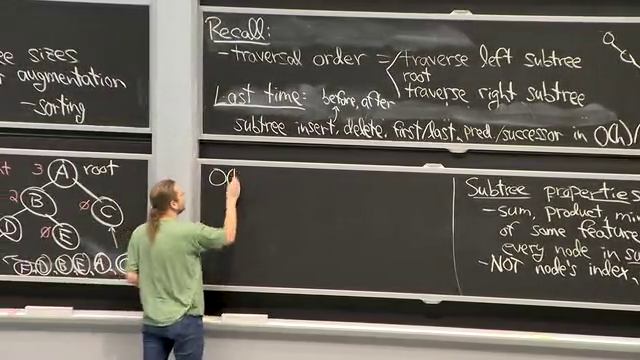 sizes
augmentation
-sorting
Recall:
-traversal order = traverse left subtree
root
traverse right subtree
Last time: before, after
subtree insert, delete, first/last, pred/successor in O(h)/
3 A root
2 B ∅ C
D ∅ E
F D B E A C
O(
Subtree properties
-sum, product, min
of same feature
every node in
-NOT node's index